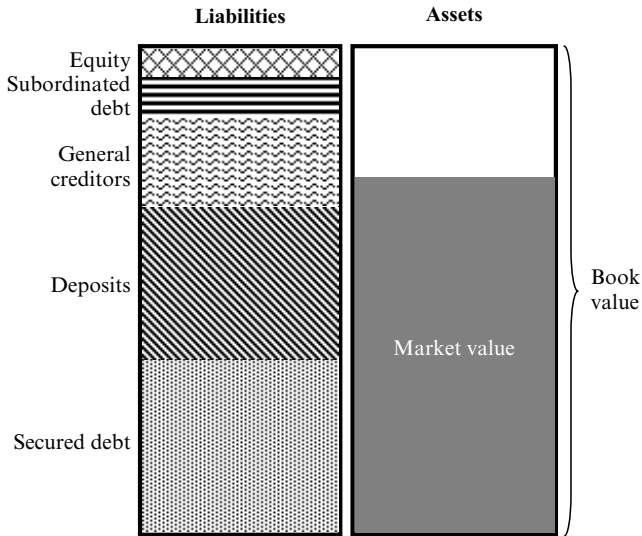 Liabilities
Assets
Equity
Subordinated
debt
General
creditors
Deposits
Secured debt
Market value
Book
value